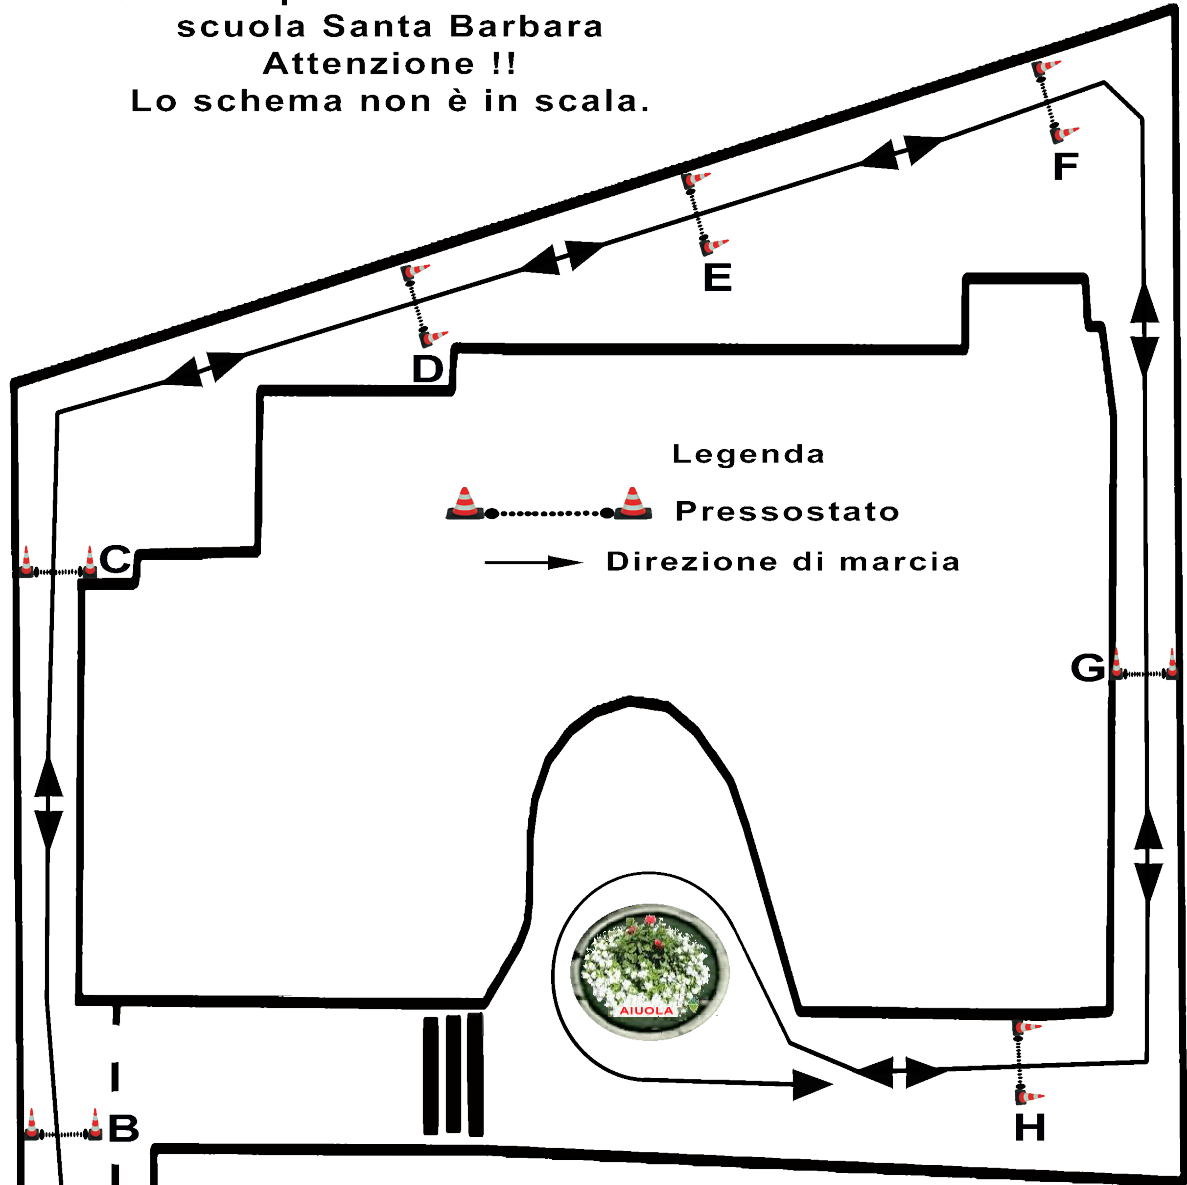 scuola Santa Barbara
Attenzione !!
Lo schema non è in scala.
F
E
D
Legenda
Pressostato
C
Direzione di marcia
G
AIUOLA
B
H